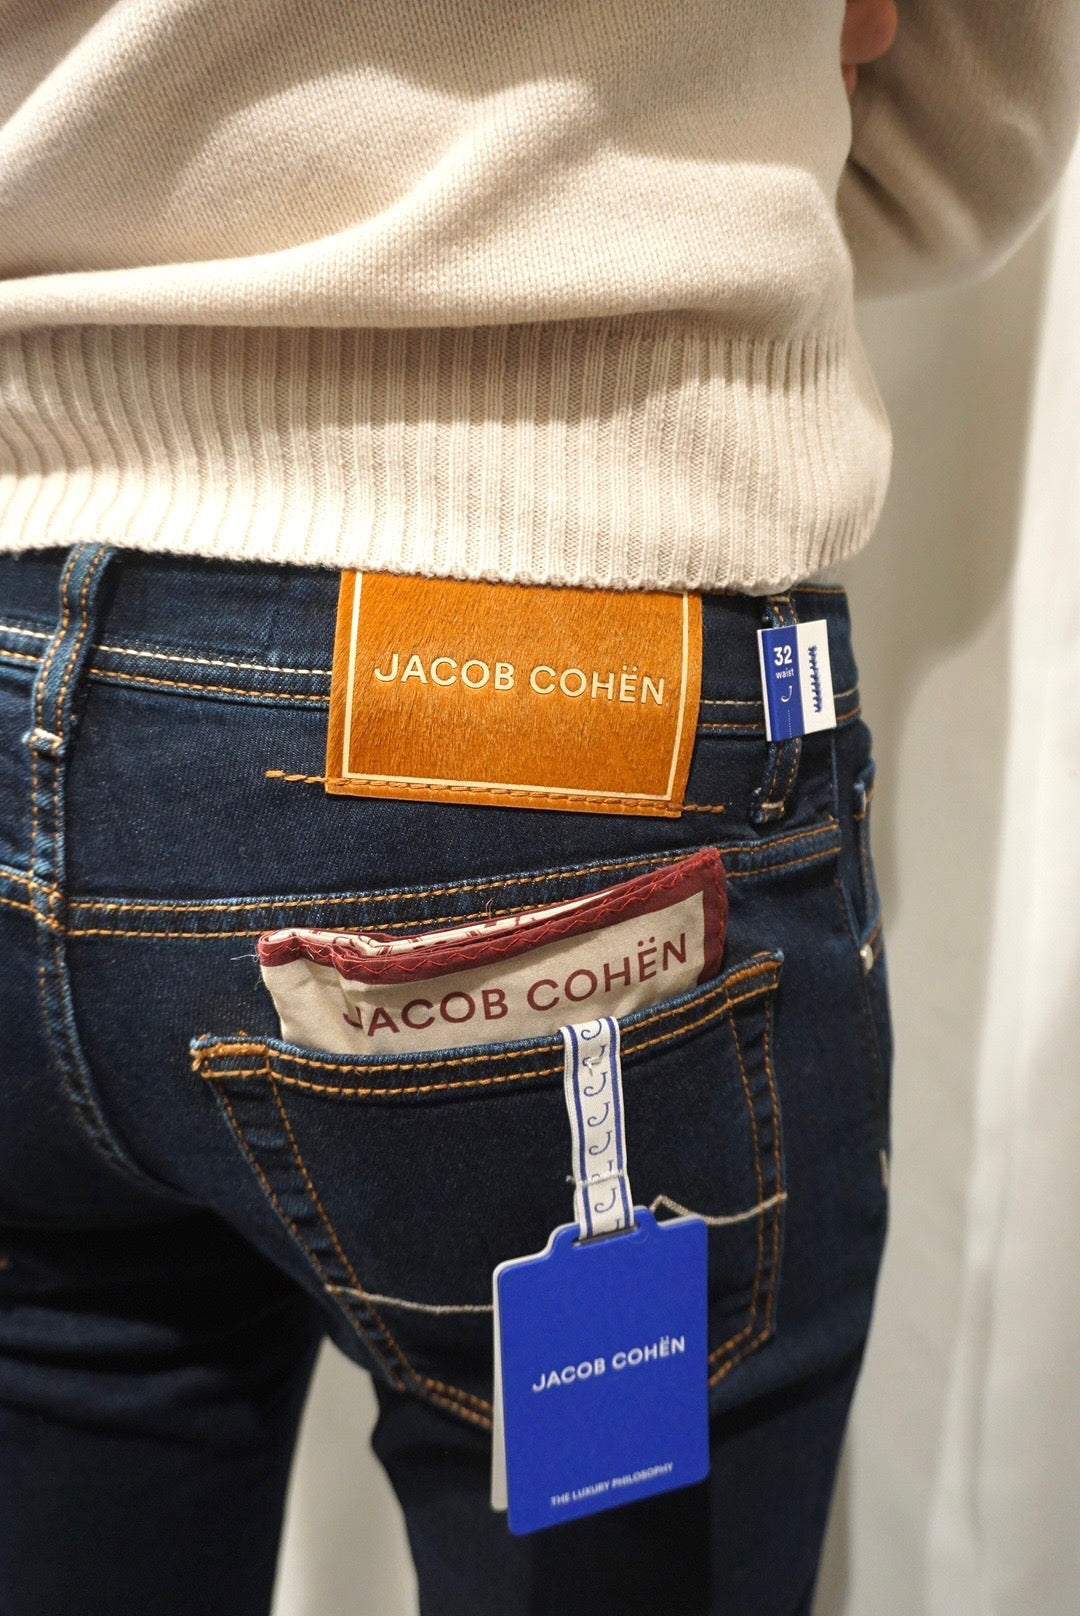 JACOB COHËN
32
waist
JACOB COHËN
JACOB COHËN
THE LUXURY PHILOSOPHY